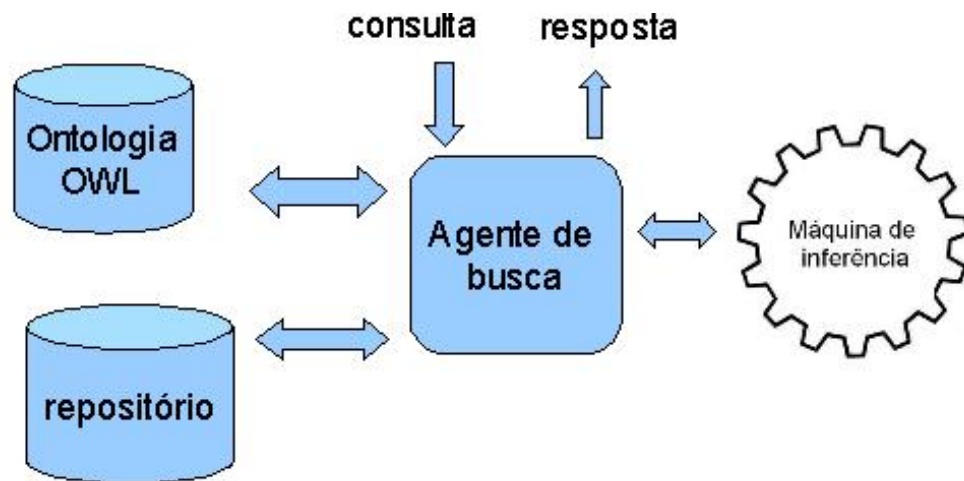 consulta resposta
Ontologia
OWL
Agente de
busca
Máquina de
inferência
repositório